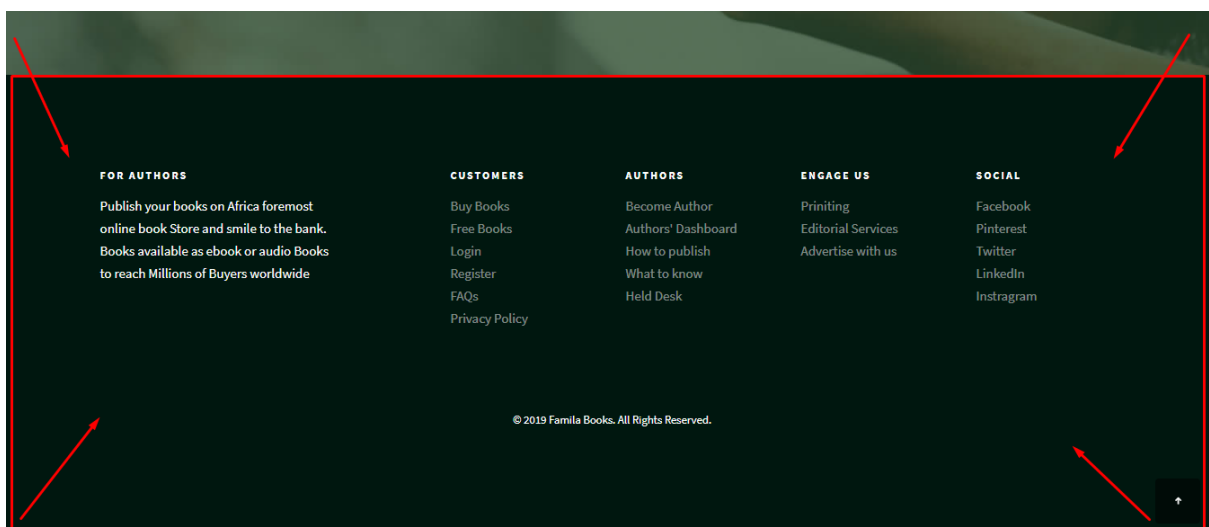 FOR AUTHORS
Publish your books on Africa foremost
online book Store and smile to the bank.
Books available as ebook or audio Books
to reach Millions of Buyers worldwide
CUSTOMERS
Buy Books
Free Books
Login
Register
FAQs
Privacy Policy
AUTHORS
Become Author
Authors' Dashboard
How to publish
What to know
Held Desk
ENGAGE US
Priniting
Editorial Services
Advertise with us
SOCIAL
Facebook
Pinterest
Twitter
LinkedIn
Instragram
© 2019 Famila Books. All Rights Reserved.